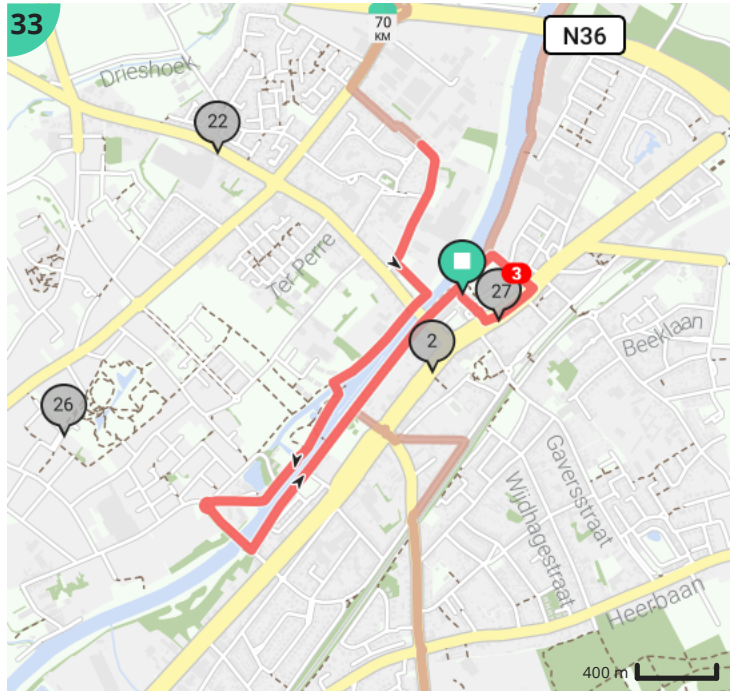 33
70
KM
N36
Drieshoek
22
Ter Perre
3
27
2
Beeklaan
26
Gaversstraat
Wijdhagestraat
Heerbaan
400 m